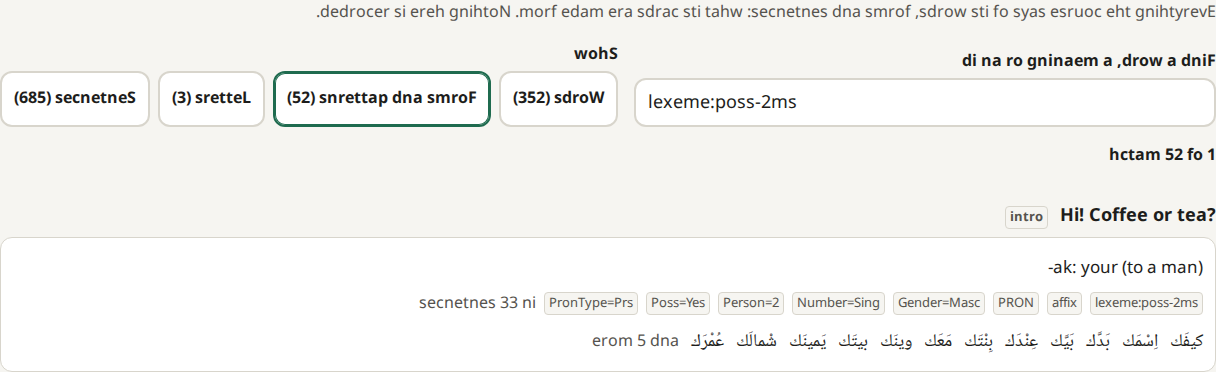 .dedrocer si ereh gnihtoN .morf edam era sdrac sti tahw :secnetnes dna smrof ,sdrow sti fo syas ecruos eht gnihtyrevE
di na ro gninaem a ,drow a dniF
lexeme:poss-2ms
wohS
(352) sdroW
(52) snrettap dna smroF
(3) sretteL
(685) secnetneS
hctam 52 fo 1
Hi! Coffee or tea? intro
-ak: your (to a man)
lexeme:poss-2ms affix PRON Gender=Masc Number=Sing Person=2 Poss=Yes PronType=Prs secnetnes 33 ni
كيفَك اِسْمَك بَدَّك بَيَّك عِنْدَك بِنْتَك مَعَك وينَك بيتَك يَمينَك شْمالَك عُمْرَك erom 5 dna